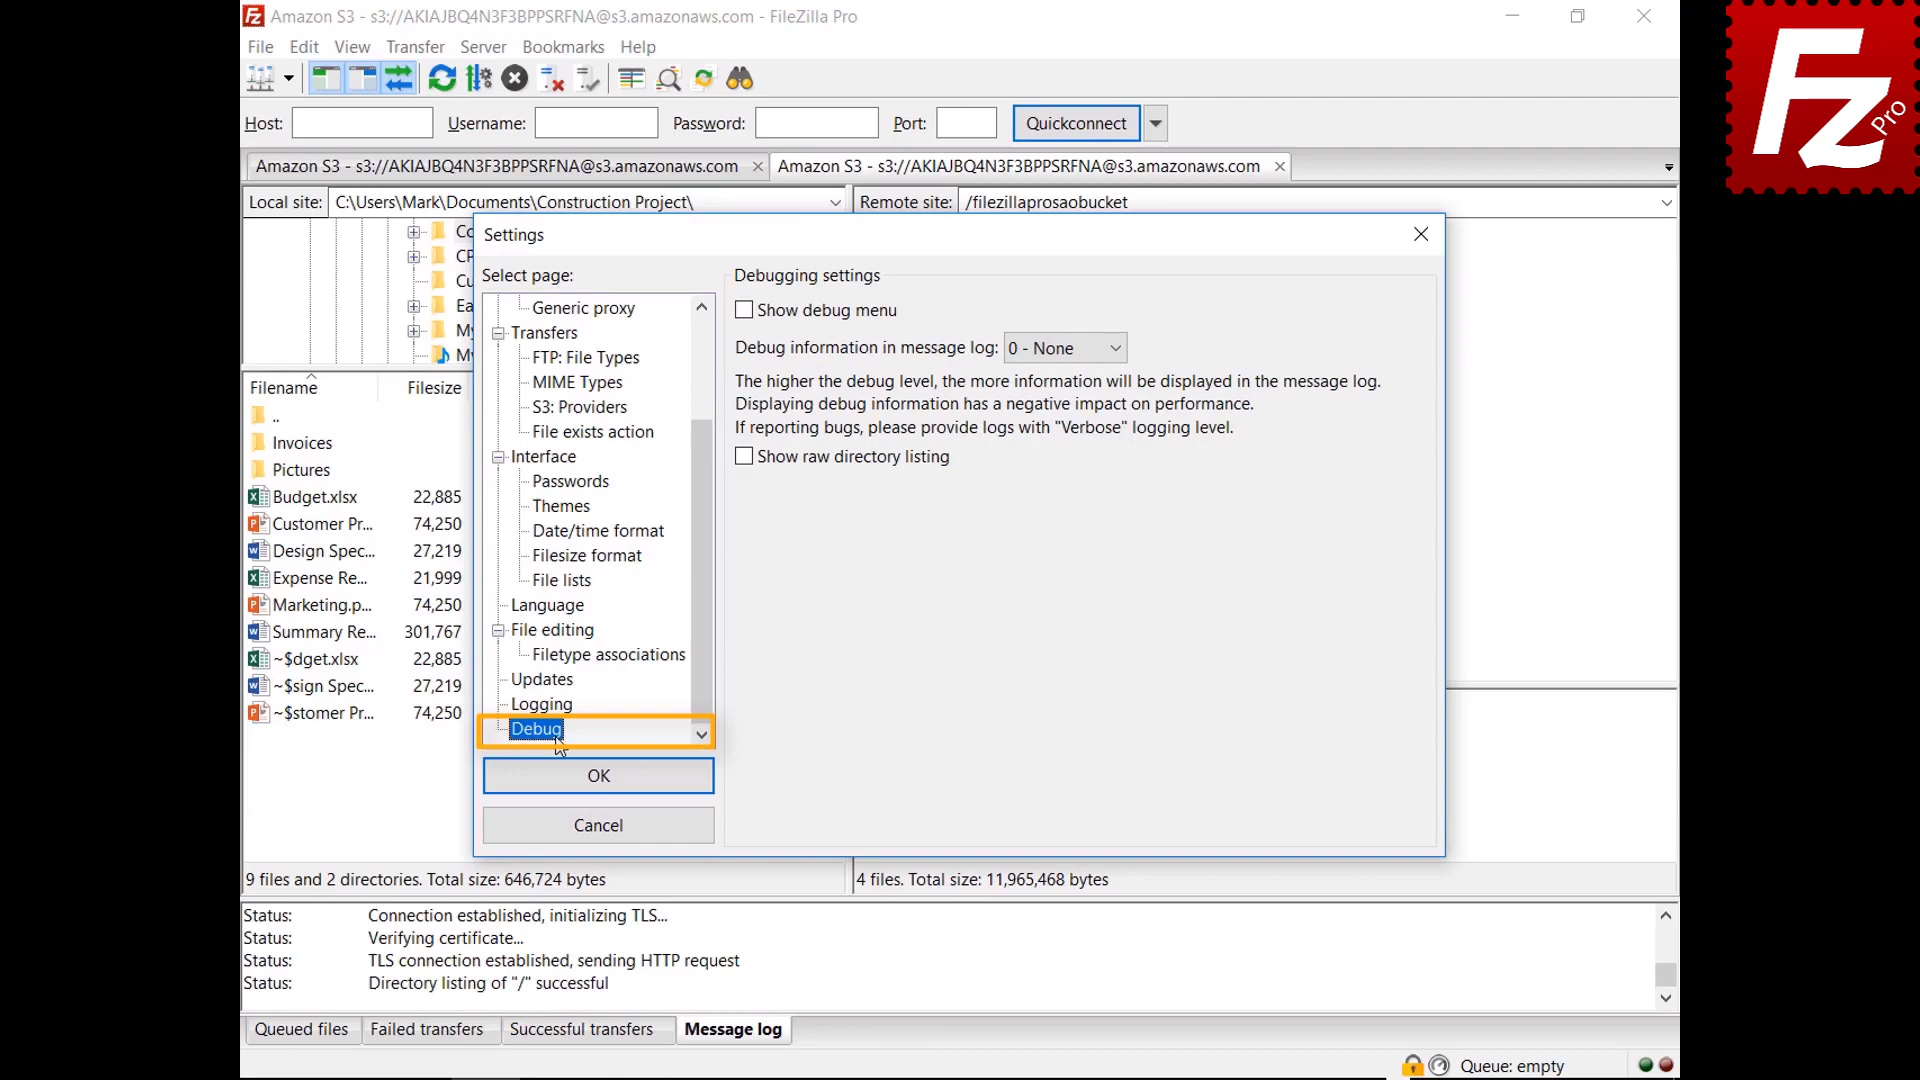 Amazon S3 - s3://AKIAJBQ4N3F3BPPSRFNA@s3.amazonaws.com - FileZilla Pro
File Edit View Transfer Server Bookmarks Help
Host: Username: Password: Port: Quickconnect
Amazon S3 - s3://AKIAJBQ4N3F3BPPSRFNA@s3.amazonaws.com Amazon S3 - s3://AKIAJBQ4N3F3BPPSRFNA@s3.amazonaws.com
Local site: C:\Users\Mark\Documents\Construction Project\ Remote site: /filezillaprosaobucket
Co
CP
Cu
Ea
My
M
Filename Filesize
..
Invoices
Pictures
Budget.xlsx 22,885
Customer Pr... 74,250
Design Spec... 27,219
Expense Re... 21,999
Marketing.p... 74,250
Summary Re... 301,767
~$dget.xlsx 22,885
~$sign Spec... 27,219
~$stomer Pr... 74,250
Settings
Select page:
Generic proxy
Transfers
FTP: File Types
MIME Types
S3: Providers
File exists action
Interface
Passwords
Themes
Date/time format
Filesize format
File lists
Language
File editing
Filetype associations
Updates
Logging
Debug
OK
Cancel
Debugging settings
Show debug menu
Debug information in message log: 0 - None
The higher the debug level, the more information will be displayed in the message log.
Displaying debug information has a negative impact on performance.
If reporting bugs, please provide logs with "Verbose" logging level.
Show raw directory listing
9 files and 2 directories. Total size: 646,724 bytes 4 files. Total size: 11,965,468 bytes
Status: Connection established, initializing TLS...
Status: Verifying certificate...
Status: TLS connection established, sending HTTP request
Status: Directory listing of "/" successful
Queued files Failed transfers Successful transfers Message log
Queue: empty
Fz Pro